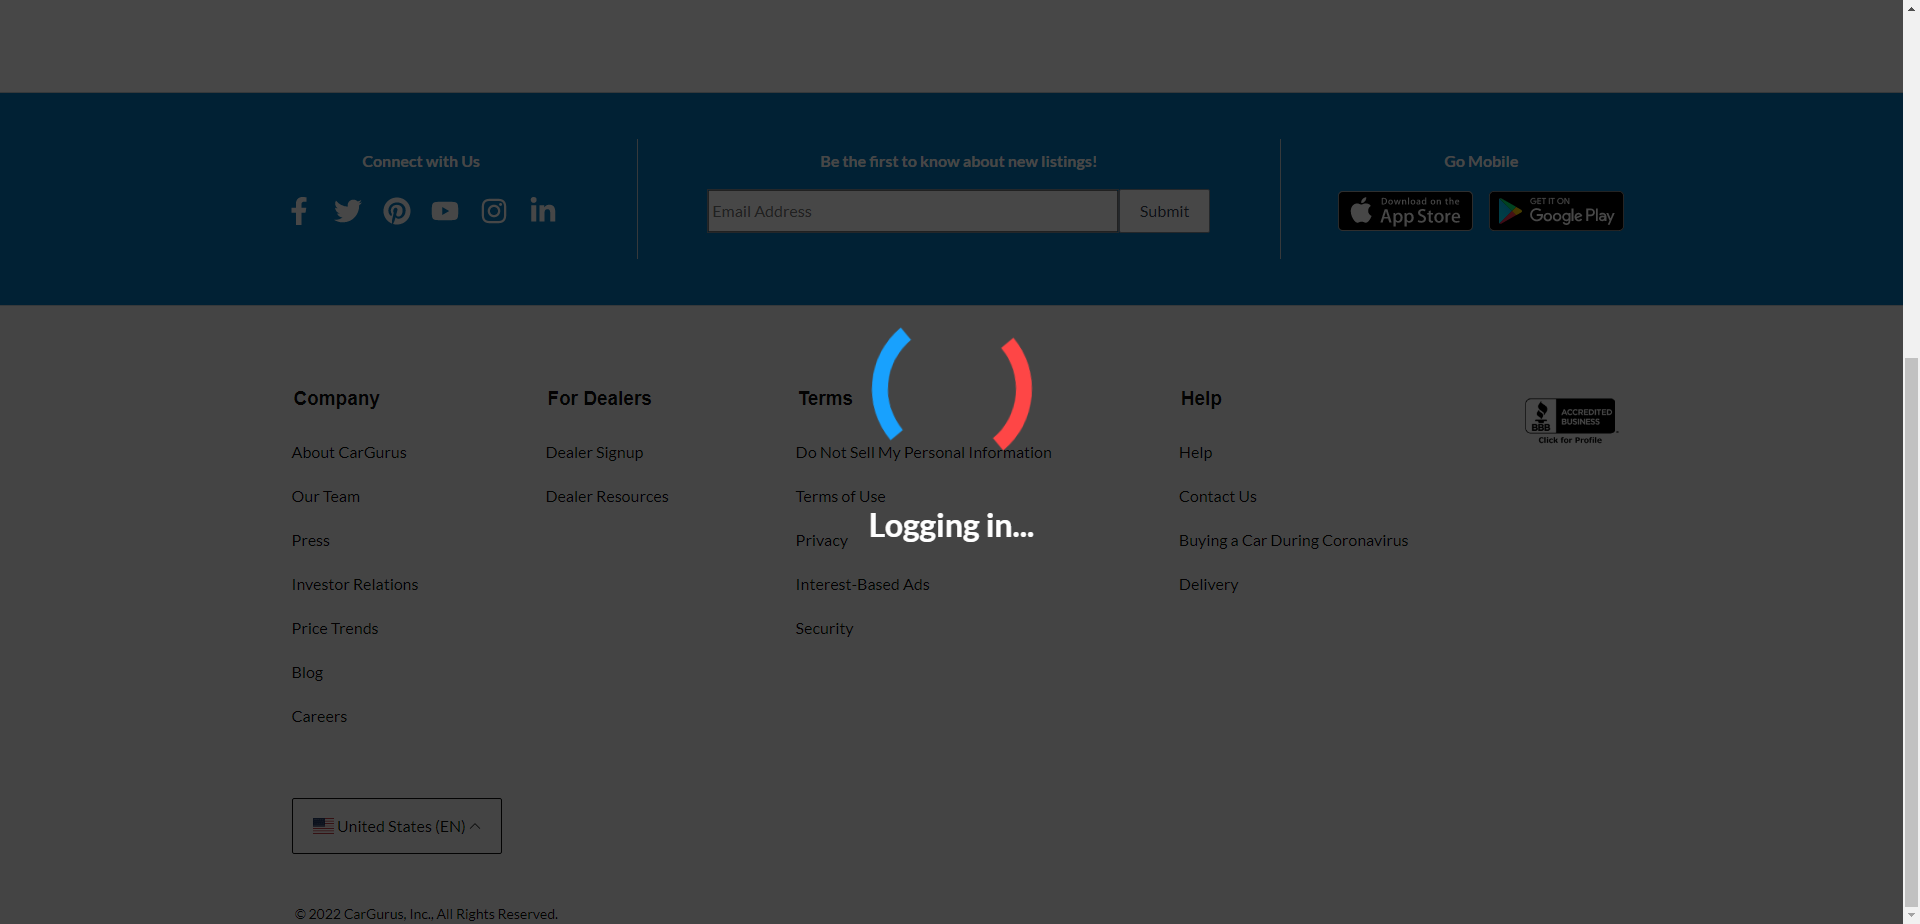 Connect with Us
Be the first to know about new listings!
Email Address
Submit
Go Mobile
Download on the
App Store
GET IT ON
Google Play
Company
About CarGurus
Our Team
Press
Investor Relations
Price Trends
Blog
Careers
For Dealers
Dealer Signup
Dealer Resources
Terms
Do Not Sell My Personal Information
Terms of Use
Privacy
Interest-Based Ads
Security
Logging in...
Help
Help
Contact Us
Buying a Car During Coronavirus
Delivery
BBB
ACCREDITED
BUSINESS
Click for Profile
United States (EN)
© 2022 CarGurus, Inc., All Rights Reserved.